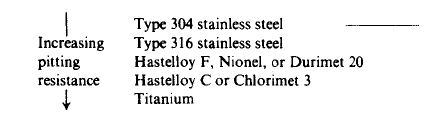 Type 304 stainless steel
Increasing Type 316 stainless steel
pitting Hastelloy F, Nionel, or Durimet 20
resistance Hastelloy C or Chlorimet 3
Titanium